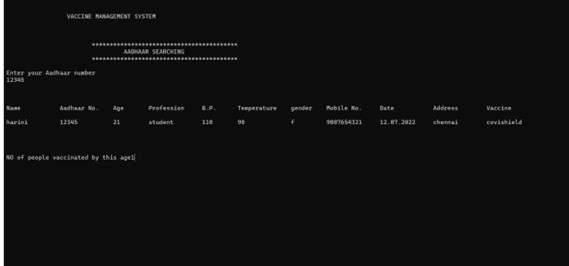 VACCINE MANAGEMENT SYSTEM
*****************************************
AADHAAR SEARCHING
*****************************************
Enter your Aadhaar number
12345
Name Aadhaar No. Age Profession B.P. Temperature gender Mobile No. Date Address Vaccine
harini 12345 21 student 110 98 f 9087654321 12.07.2022 chennai covishield
NO of people vaccinated by this age1